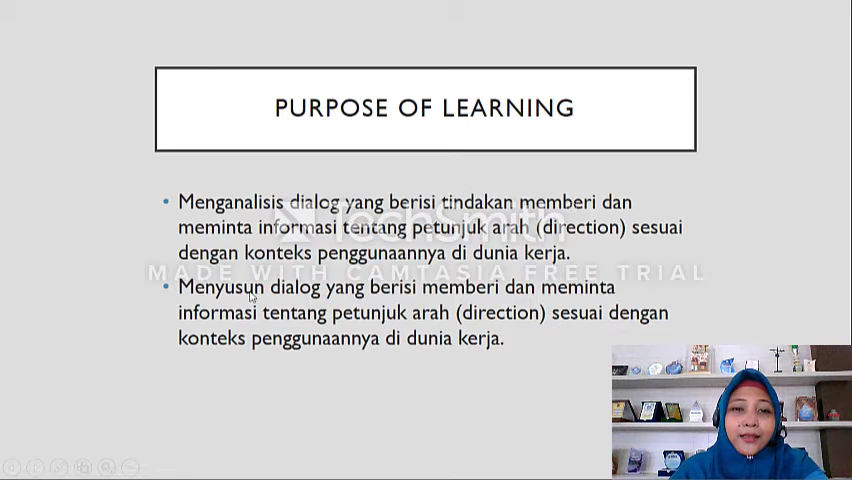 PURPOSE OF LEARNING
• Menganalisis dialog yang berisi tindakan memberi dan
meminta informasi tentang petunjuk arah (direction) sesuai
dengan konteks penggunaannya di dunia kerja.
• Menyusun dialog yang berisi memberi dan meminta
informasi tentang petunjuk arah (direction) sesuai dengan
konteks penggunaannya di dunia kerja.
TechSmith
MADE WITH CAMTASIA FREE TRIAL